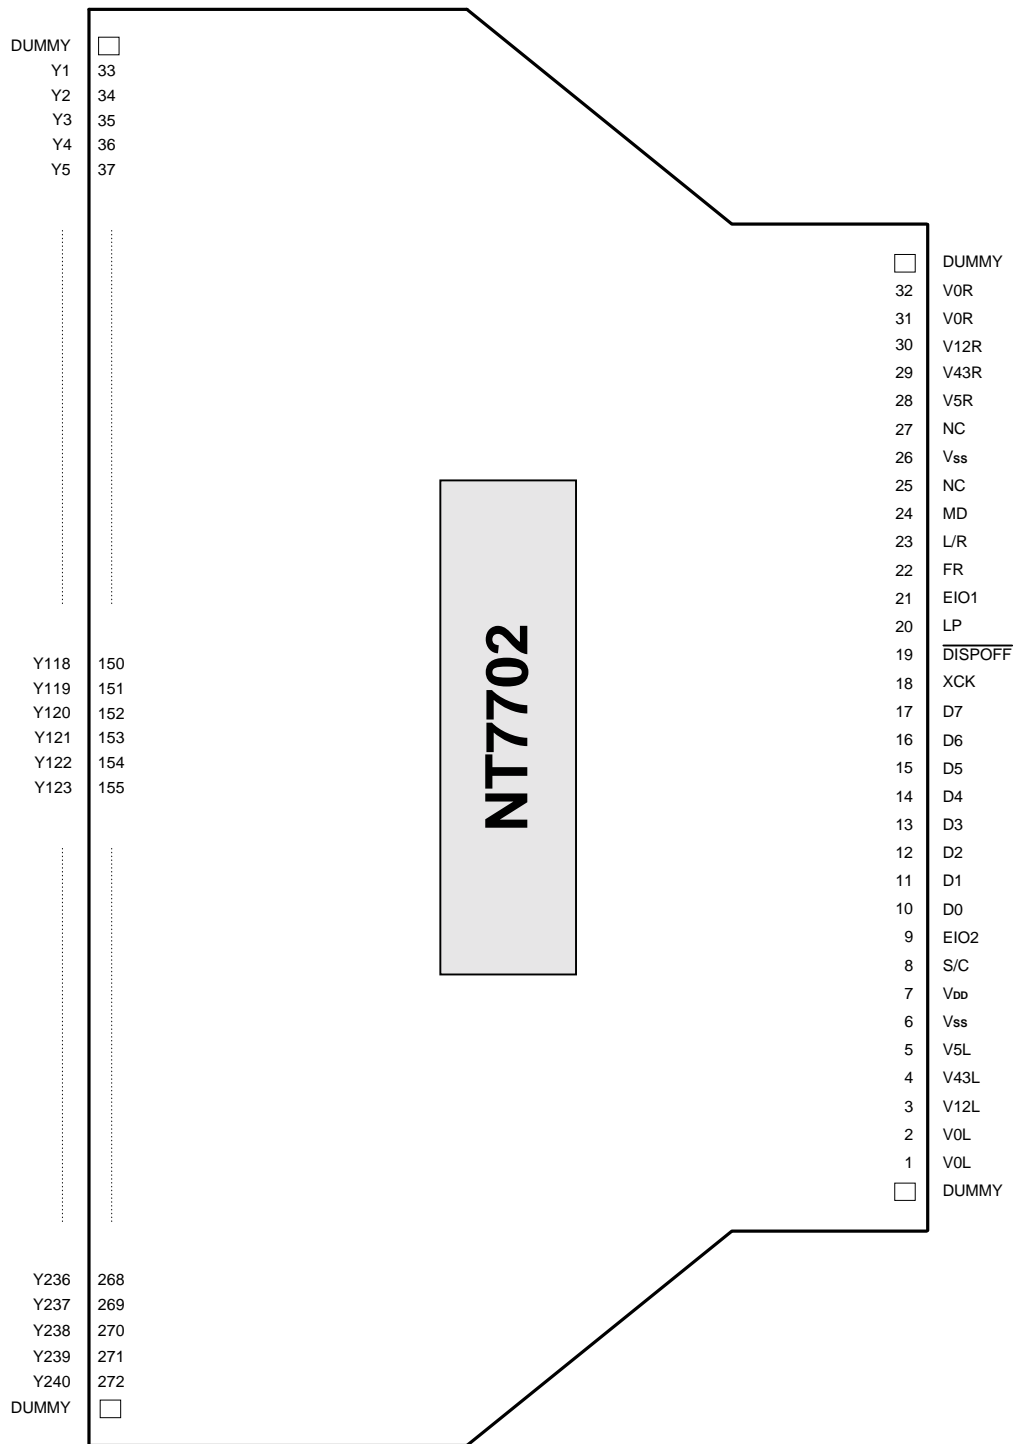 DUMMY
Y1 33
Y2 34
Y3 35
Y4 36
Y5 37
Y118 150
Y119 151
Y120 152
Y121 153
Y122 154
Y123 155
Y236 268
Y237 269
Y238 270
Y239 271
Y240 272
DUMMY
NT7702
DUMMY
32 V0R
31 V0R
30 V12R
29 V43R
28 V5R
27 NC
26 Vss
25 NC
24 MD
23 L/R
22 FR
21 EIO1
20 LP
19 DISPOFF
18 XCK
17 D7
16 D6
15 D5
14 D4
13 D3
12 D2
11 D1
10 D0
9 EIO2
8 S/C
7 VDD
6 Vss
5 V5L
4 V43L
3 V12L
2 V0L
1 V0L
DUMMY